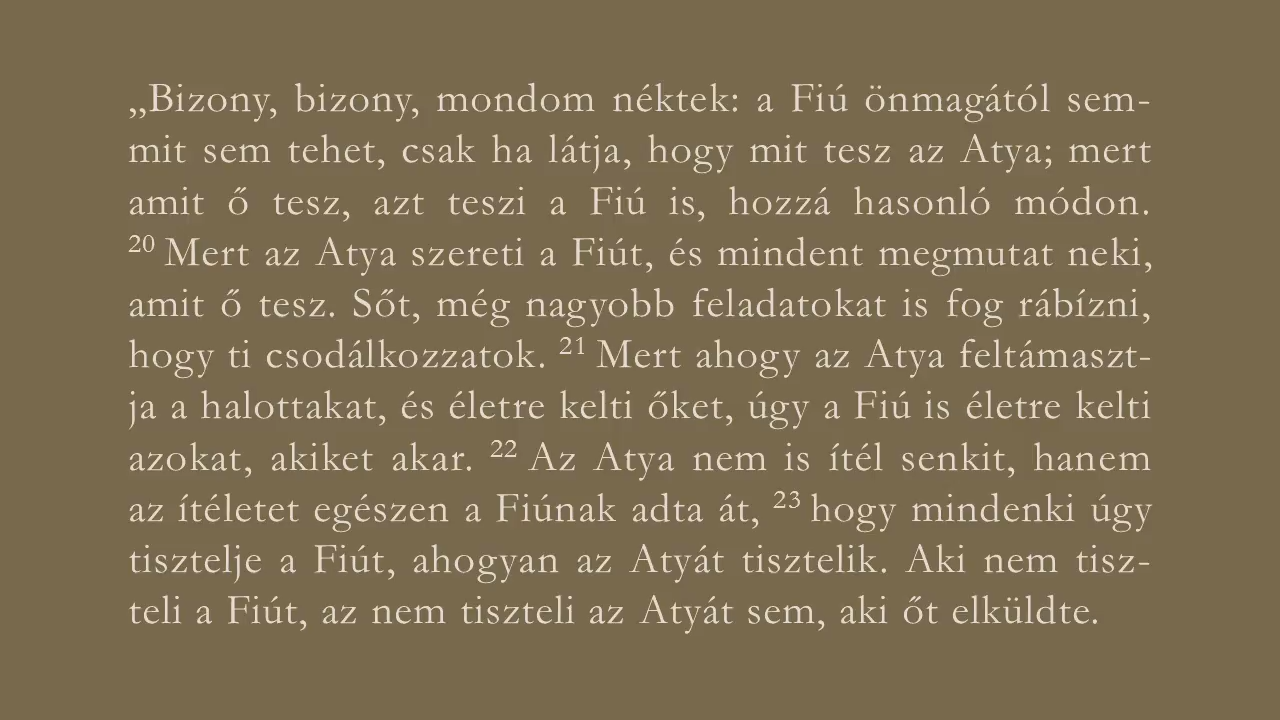 „Bizony, bizony, mondom néktek: a Fiú önmagától sem-
mit sem tehet, csak ha látja, hogy mit tesz az Atya; mert
amit ő tesz, azt teszi a Fiú is, hozzá hasonló módon.
20 Mert az Atya szereti a Fiút, és mindent megmutat neki,
amit ő tesz. Sőt, még nagyobb feladatokat is fog rábízni,
hogy ti csodálkozzatok. 21 Mert ahogy az Atya feltámaszt-
ja a halottakat, és életre kelti őket, úgy a Fiú is életre kelti
azokat, akiket akar. 22 Az Atya nem is ítél senkit, hanem
az ítéletet egészen a Fiúnak adta át, 23 hogy mindenki úgy
tisztelje a Fiút, ahogyan az Atyát tisztelik. Aki nem tisz-
teli a Fiút, az nem tiszteli az Atyát sem, aki őt elküldte.